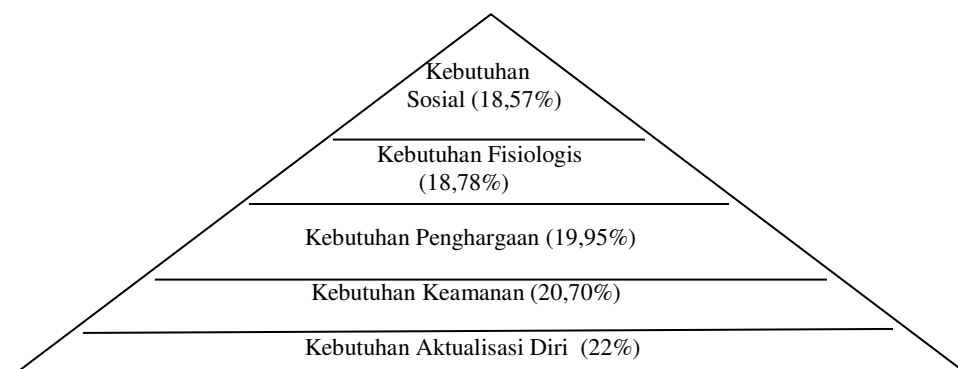 Kebutuhan
Sosial (18,57%)
Kebutuhan Fisiologis
(18,78%)
Kebutuhan Penghargaan (19,95%)
Kebutuhan Keamanan (20,70%)
Kebutuhan Aktualisasi Diri (22%)